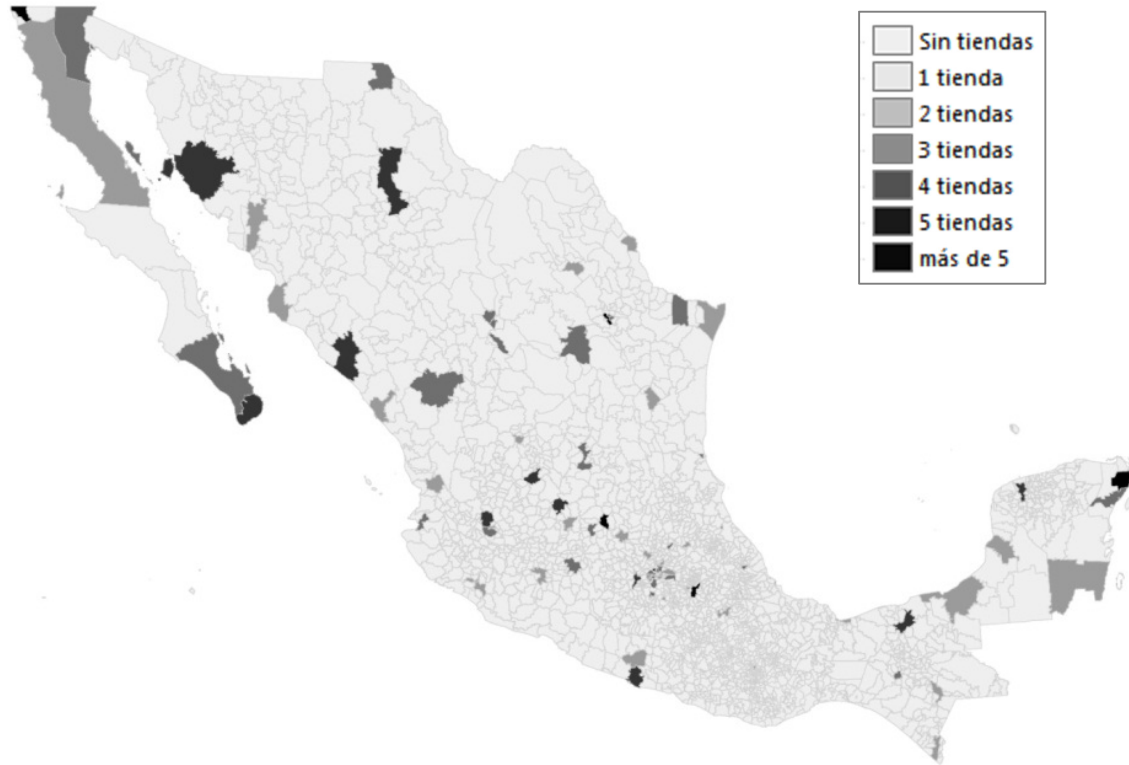 Sin tiendas
1 tienda
2 tiendas
3 tiendas
4 tiendas
5 tiendas
más de 5